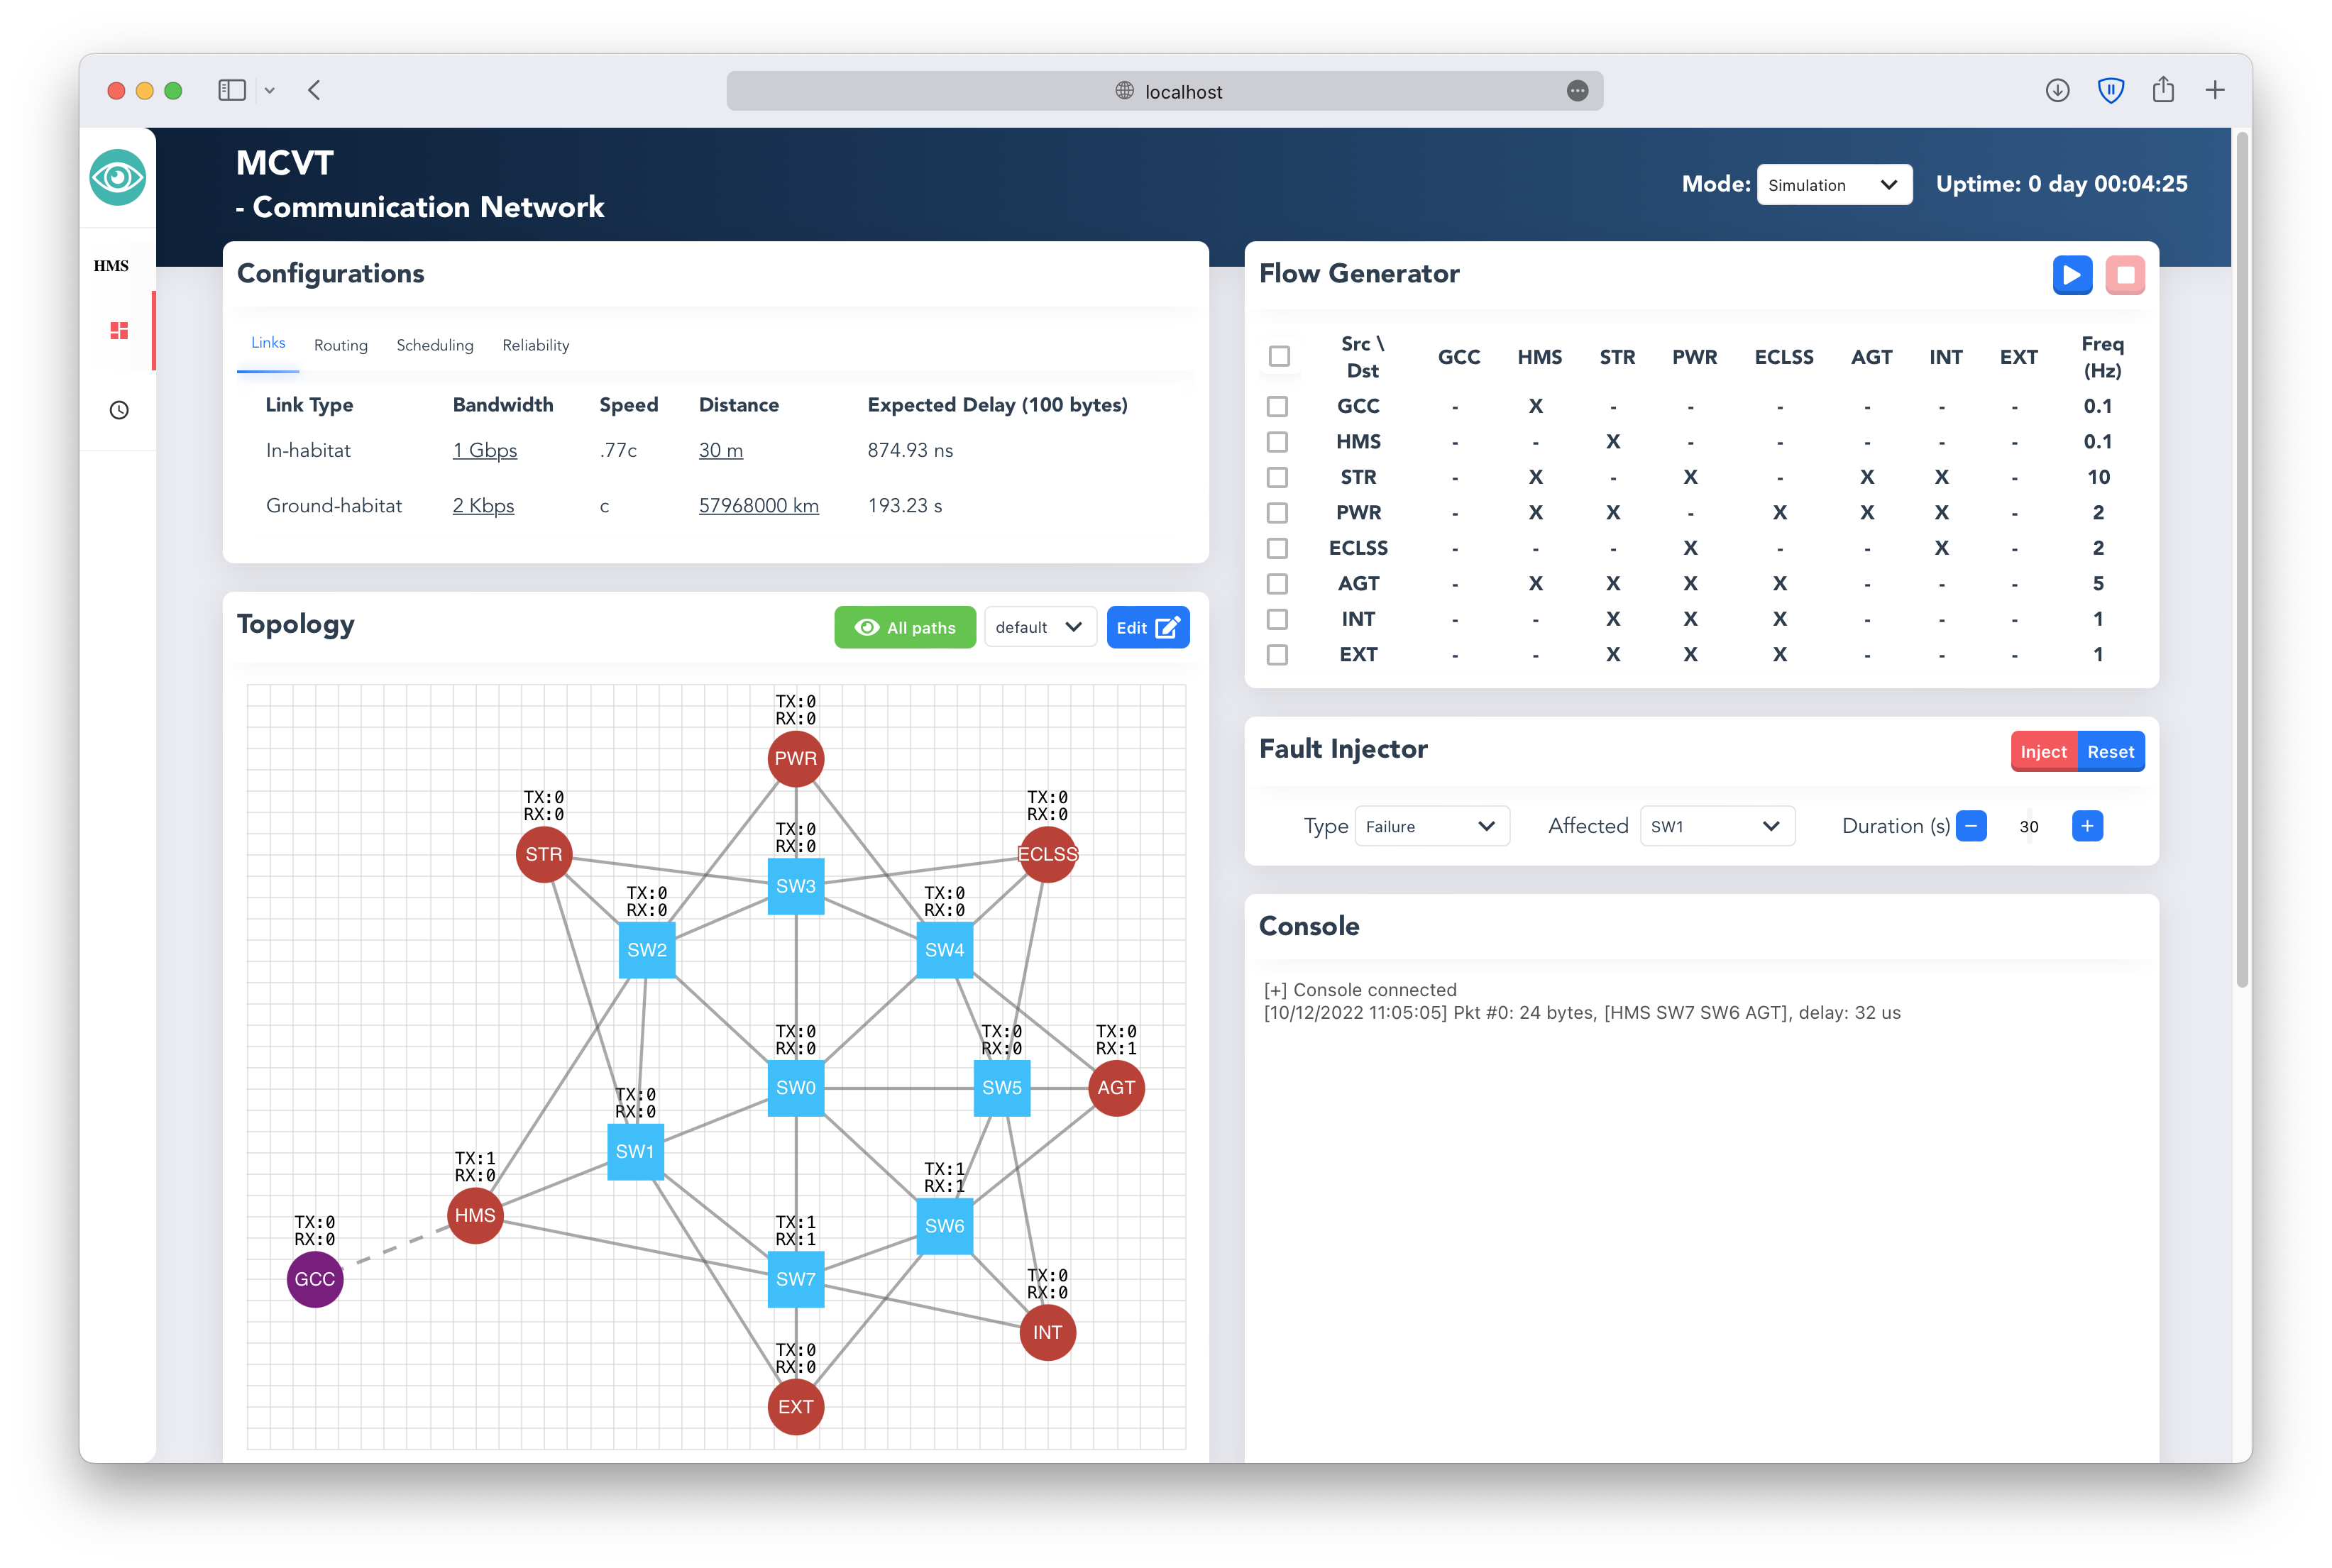 localhost
MCVT
- Communication Network
Mode: Simulation Uptime: 0 day 00:04:25
HMS
Configurations
Links Routing Scheduling Reliability
Link Type Bandwidth Speed Distance Expected Delay (100 bytes)
In-habitat 1 Gbps .77c 30 m 874.93 ns
Ground-habitat 2 Kbps c 57968000 km 193.23 s
Flow Generator
Src \ Dst GCC HMS STR PWR ECLSS AGT INT EXT Freq (Hz)
GCC - X - - - - - - 0.1
HMS - - X - - - - - 0.1
STR - X - X - X X - 10
PWR - X X - X X X - 2
ECLSS - - - X - - X - 2
AGT - X X X X - - - 5
INT - - X X X - - - 1
EXT - - X X X - - - 1
Topology All paths default Edit
TX:0
RX:0
PWR
TX:0
RX:0
STR
TX:0
RX:0
ECLSS
TX:0
RX:0
SW3
TX:0
RX:0
SW2
TX:0
RX:0
SW4
TX:0
RX:0
SW0
TX:0
RX:0
SW5
TX:0
RX:1
AGT
TX:0
RX:0
SW1
TX:1
RX:0
HMS
TX:1
RX:1
SW6
TX:0
RX:0
GCC
TX:1
RX:1
SW7
TX:0
RX:0
INT
TX:0
RX:0
EXT
Fault Injector Inject Reset
Type Failure Affected SW1 Duration (s) − 30 +
Console
[+] Console connected
[10/12/2022 11:05:05] Pkt #0: 24 bytes, [HMS SW7 SW6 AGT], delay: 32 us